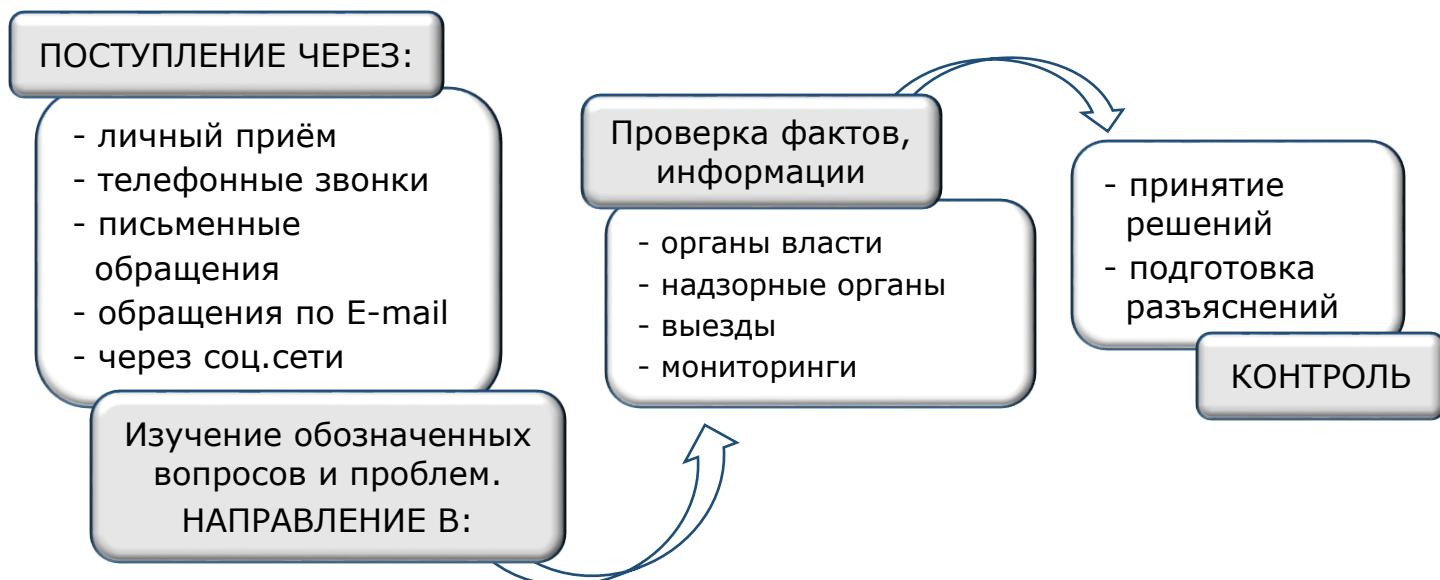 ПОСТУПЛЕНИЕ ЧЕРЕЗ:
- личный приём
- телефонные звонки
- письменные
обращения
- обращения по E-mail
- через соц.сети
Изучение обозначенных
вопросов и проблем.
НАПРАВЛЕНИЕ В:
Проверка фактов,
информации
- органы власти
- надзорные органы
- выезды
- мониторинги
- принятие
решений
- подготовка
разъяснений
КОНТРОЛЬ